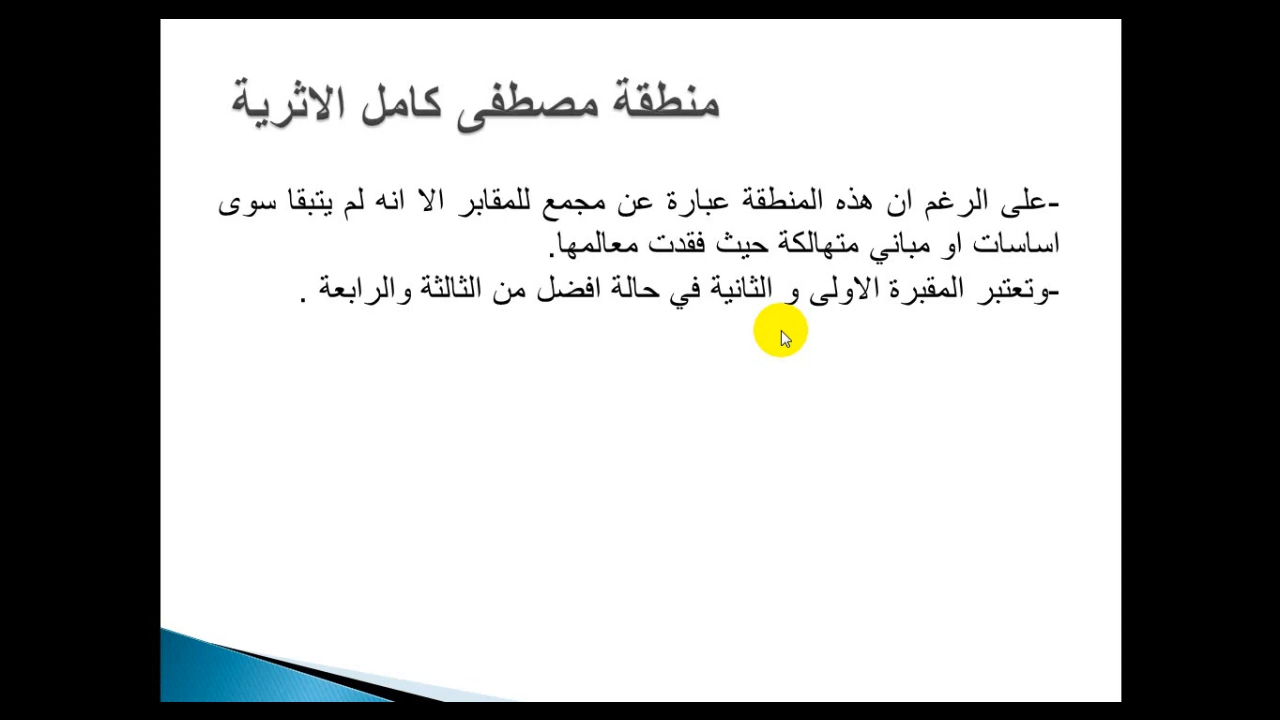 منطقة مصطفى كامل الاثرية
-على الرغم ان هذه المنطقة عبارة عن مجمع للمقابر الا انه لم يتبقا سوى
اساسات او مباني متهالكة حيث فقدت معالمها.
-وتعتبر المقبرة الاولى و الثانية في حالة افضل من الثالثة والرابعة .